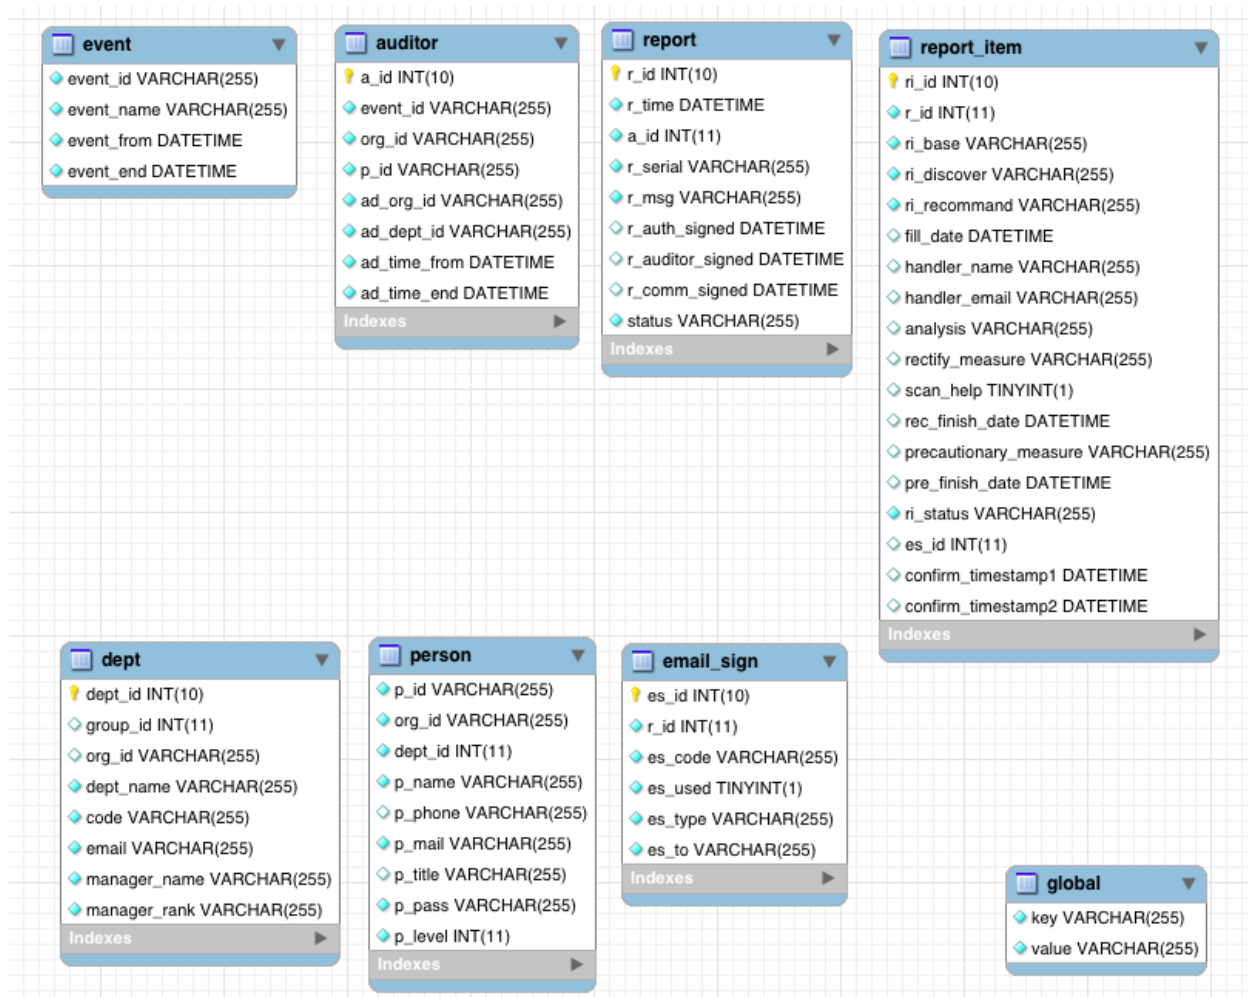 event
event_id VARCHAR(255)
event_name VARCHAR(255)
event_from DATETIME
event_end DATETIME
auditor
a_id INT(10)
event_id VARCHAR(255)
org_id VARCHAR(255)
p_id VARCHAR(255)
ad_org_id VARCHAR(255)
ad_dept_id VARCHAR(255)
ad_time_from DATETIME
ad_time_end DATETIME
Indexes
report
r_id INT(10)
r_time DATETIME
a_id INT(11)
r_serial VARCHAR(255)
r_msg VARCHAR(255)
r_auth_signed DATETIME
r_auditor_signed DATETIME
r_comm_signed DATETIME
status VARCHAR(255)
Indexes
report_item
ri_id INT(10)
r_id INT(11)
ri_base VARCHAR(255)
ri_discover VARCHAR(255)
ri_recommand VARCHAR(255)
fill_date DATETIME
handler_name VARCHAR(255)
handler_email VARCHAR(255)
analysis VARCHAR(255)
rectify_measure VARCHAR(255)
scan_help TINYINT(1)
rec_finish_date DATETIME
precautionary_measure VARCHAR(255)
pre_finish_date DATETIME
ri_status VARCHAR(255)
es_id INT(11)
confirm_timestamp1 DATETIME
confirm_timestamp2 DATETIME
Indexes
dept
dept_id INT(10)
group_id INT(11)
org_id VARCHAR(255)
dept_name VARCHAR(255)
code VARCHAR(255)
email VARCHAR(255)
manager_name VARCHAR(255)
manager_rank VARCHAR(255)
Indexes
person
p_id VARCHAR(255)
org_id VARCHAR(255)
dept_id INT(11)
p_name VARCHAR(255)
p_phone VARCHAR(255)
p_mail VARCHAR(255)
p_title VARCHAR(255)
p_pass VARCHAR(255)
p_level INT(11)
Indexes
email_sign
es_id INT(10)
r_id INT(11)
es_code VARCHAR(255)
es_used TINYINT(1)
es_type VARCHAR(255)
es_to VARCHAR(255)
Indexes
global
key VARCHAR(255)
value VARCHAR(255)